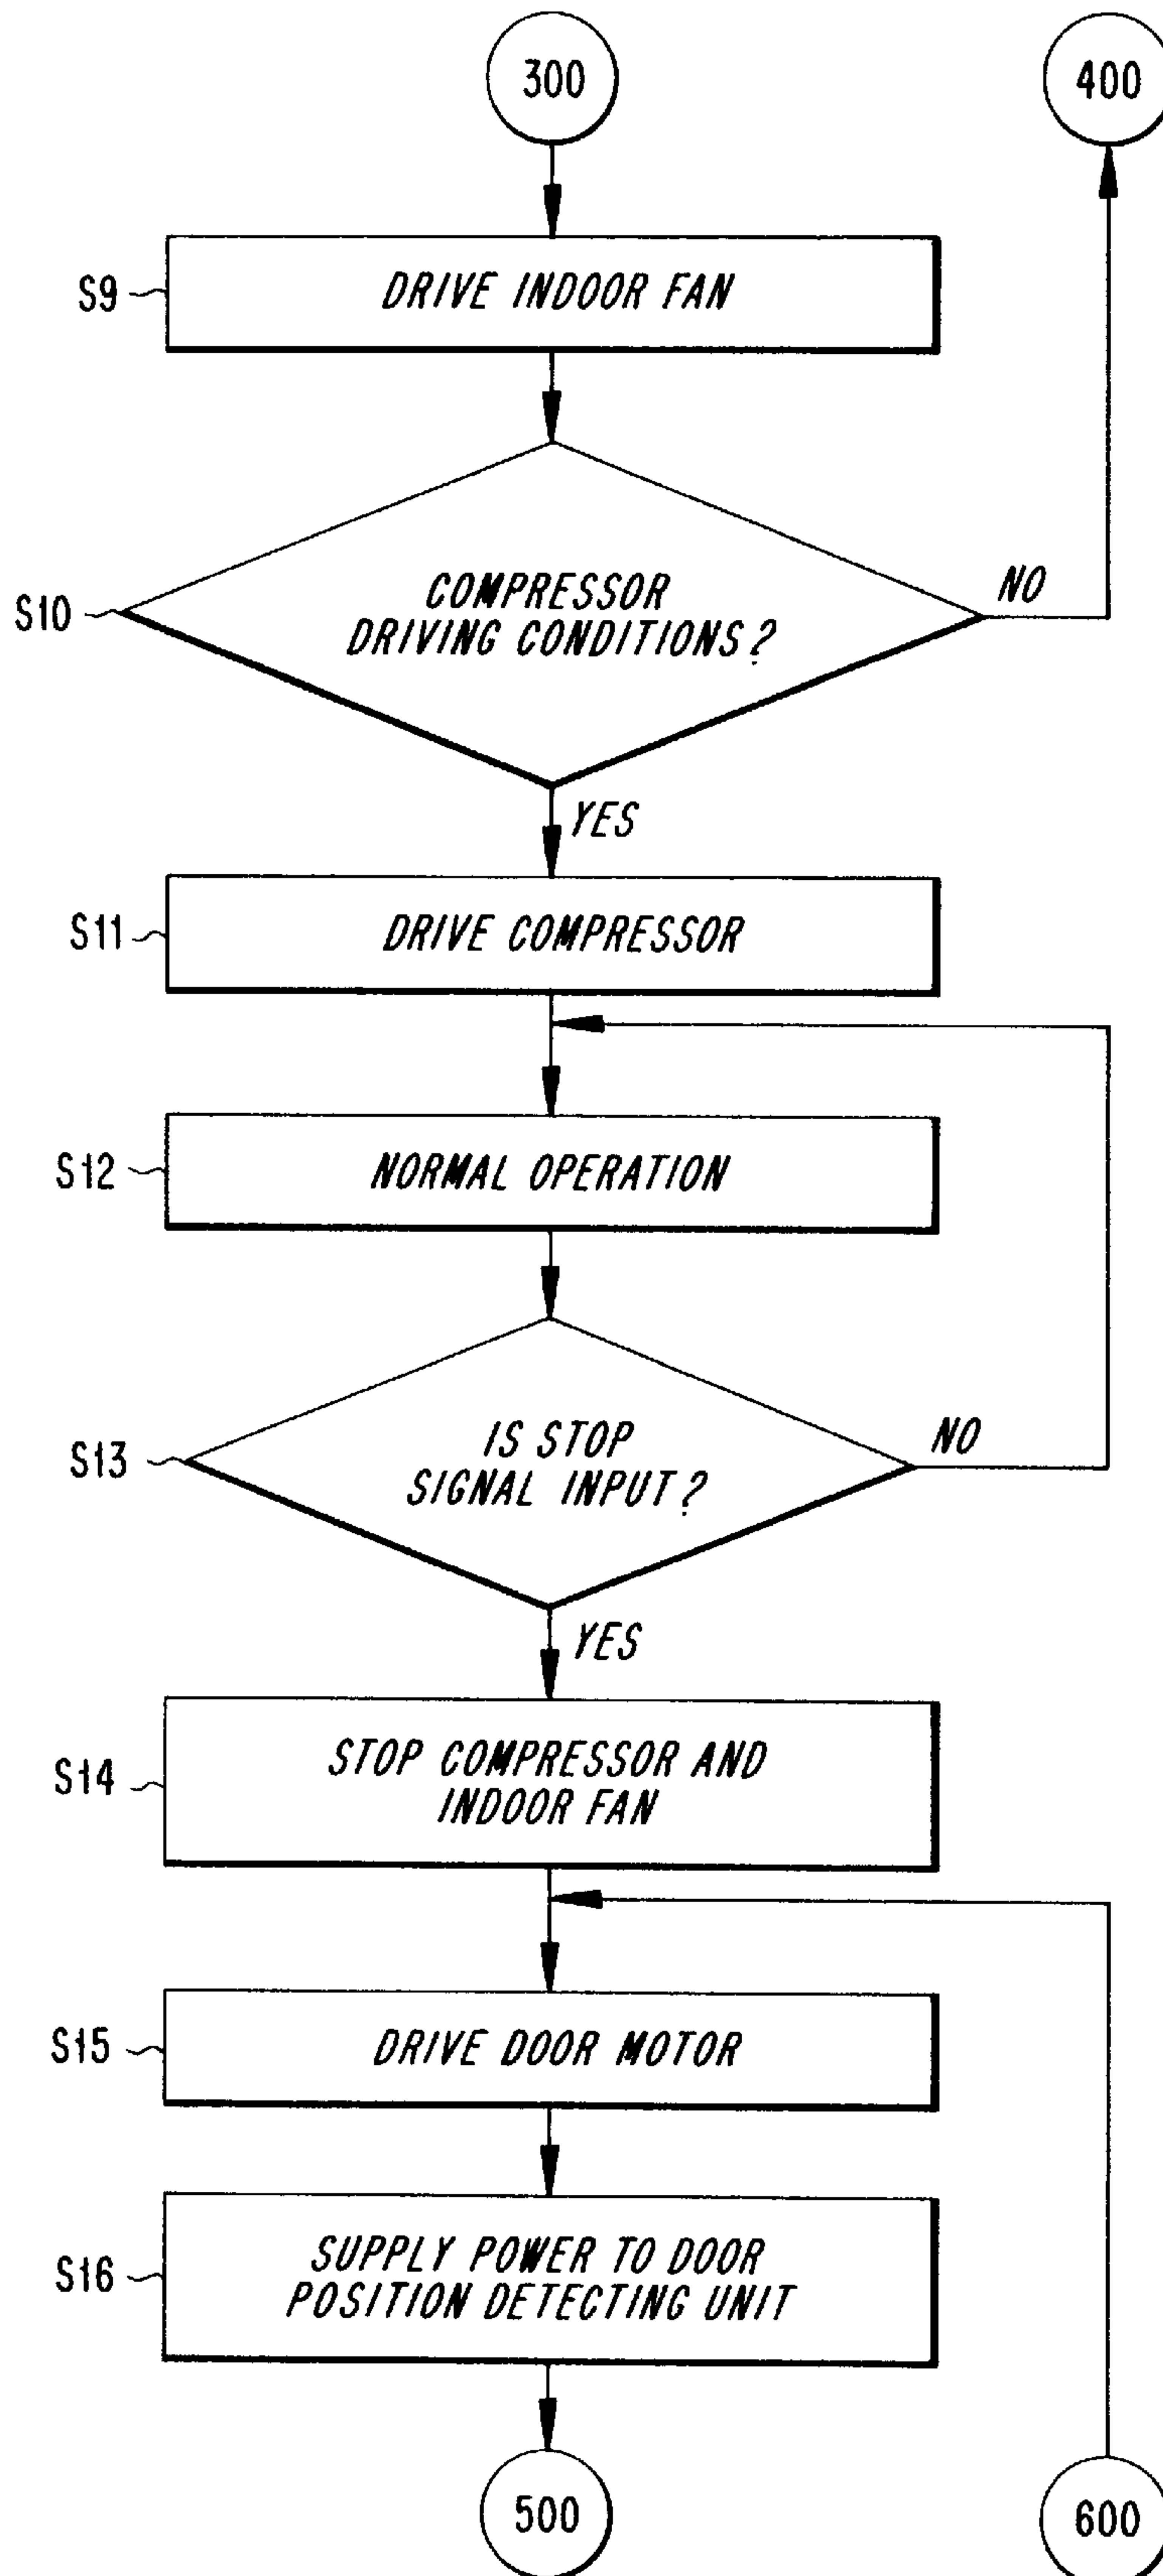 300
400
S9
DRIVE INDOOR FAN
S10
COMPRESSOR
DRIVING CONDITIONS?
NO
YES
S11
DRIVE COMPRESSOR
S12
NORMAL OPERATION
S13
IS STOP
SIGNAL INPUT?
NO
YES
S14
STOP COMPRESSOR AND
INDOOR FAN
S15
DRIVE DOOR MOTOR
S16
SUPPLY POWER TO DOOR
POSITION DETECTING UNIT
500
600